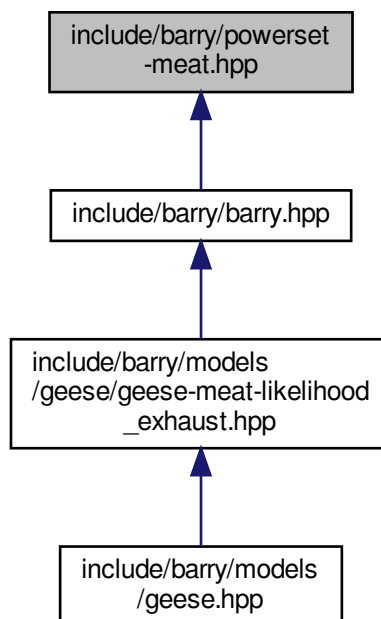 include/barry/powerset
-meat.hpp
include/barry/barry.hpp
include/barry/models
/geese/geese-meat-likelihood
_exhaust.hpp
include/barry/models
/geese.hpp